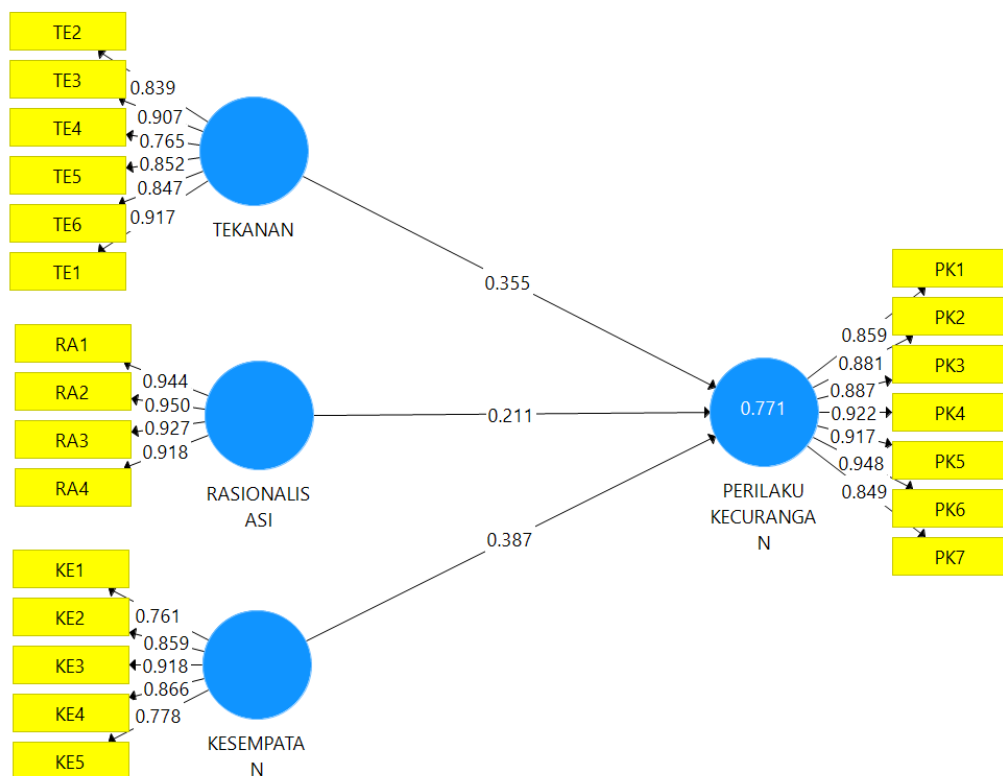 TE2
TE3
TE4
TE5
TE6
TE1
0.839
0.907
0.765
0.852
0.847
0.917
TEKANAN
0.355
RA1
RA2
RA3
RA4
0.944
0.950
0.927
0.918
RASIONALIS
ASI
0.211
KE1
KE2
KE3
KE4
KE5
0.761
0.859
0.918
0.866
0.778
KESEMPATA
N
0.387
0.771
PERILAKU
KECURANGA
N
0.859
0.881
0.887
0.922
0.917
0.948
0.849
PK1
PK2
PK3
PK4
PK5
PK6
PK7